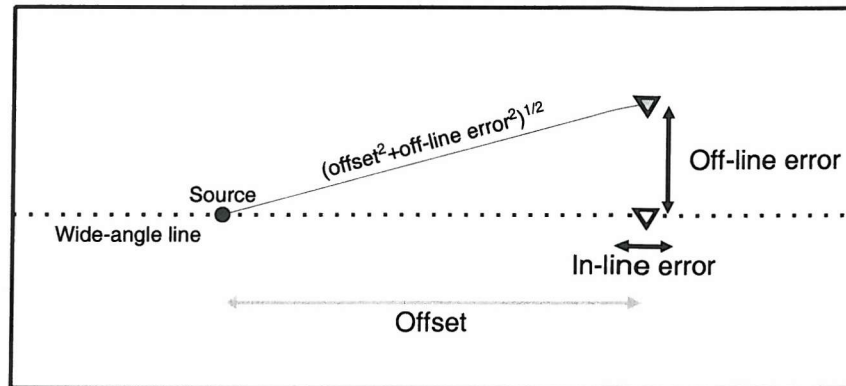 (offset²+off-line error²)^1/2
Off-line error
Source
Wide-angle line
In-line error
Offset